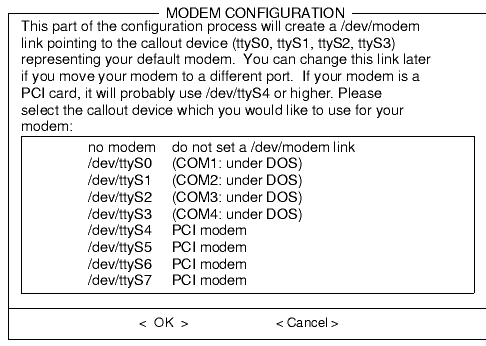 MODEM CONFIGURATION
This part of the configuration process will create a /dev/modem
link pointing to the callout device (ttyS0, ttyS1, ttyS2, ttyS3)
representing your default modem. You can change this link later
if you move your modem to a different port. If your modem is a
PCI card, it will probably use /dev/ttyS4 or higher. Please
select the callout device which you would like to use for your
modem:
no modem do not set a /dev/modem link
/dev/ttyS0 (COM1: under DOS)
/dev/ttyS1 (COM2: under DOS)
/dev/ttyS2 (COM3: under DOS)
/dev/ttyS3 (COM4: under DOS)
/dev/ttyS4 PCI modem
/dev/ttyS5 PCI modem
/dev/ttyS6 PCI modem
/dev/ttyS7 PCI modem
< OK > < Cancel >